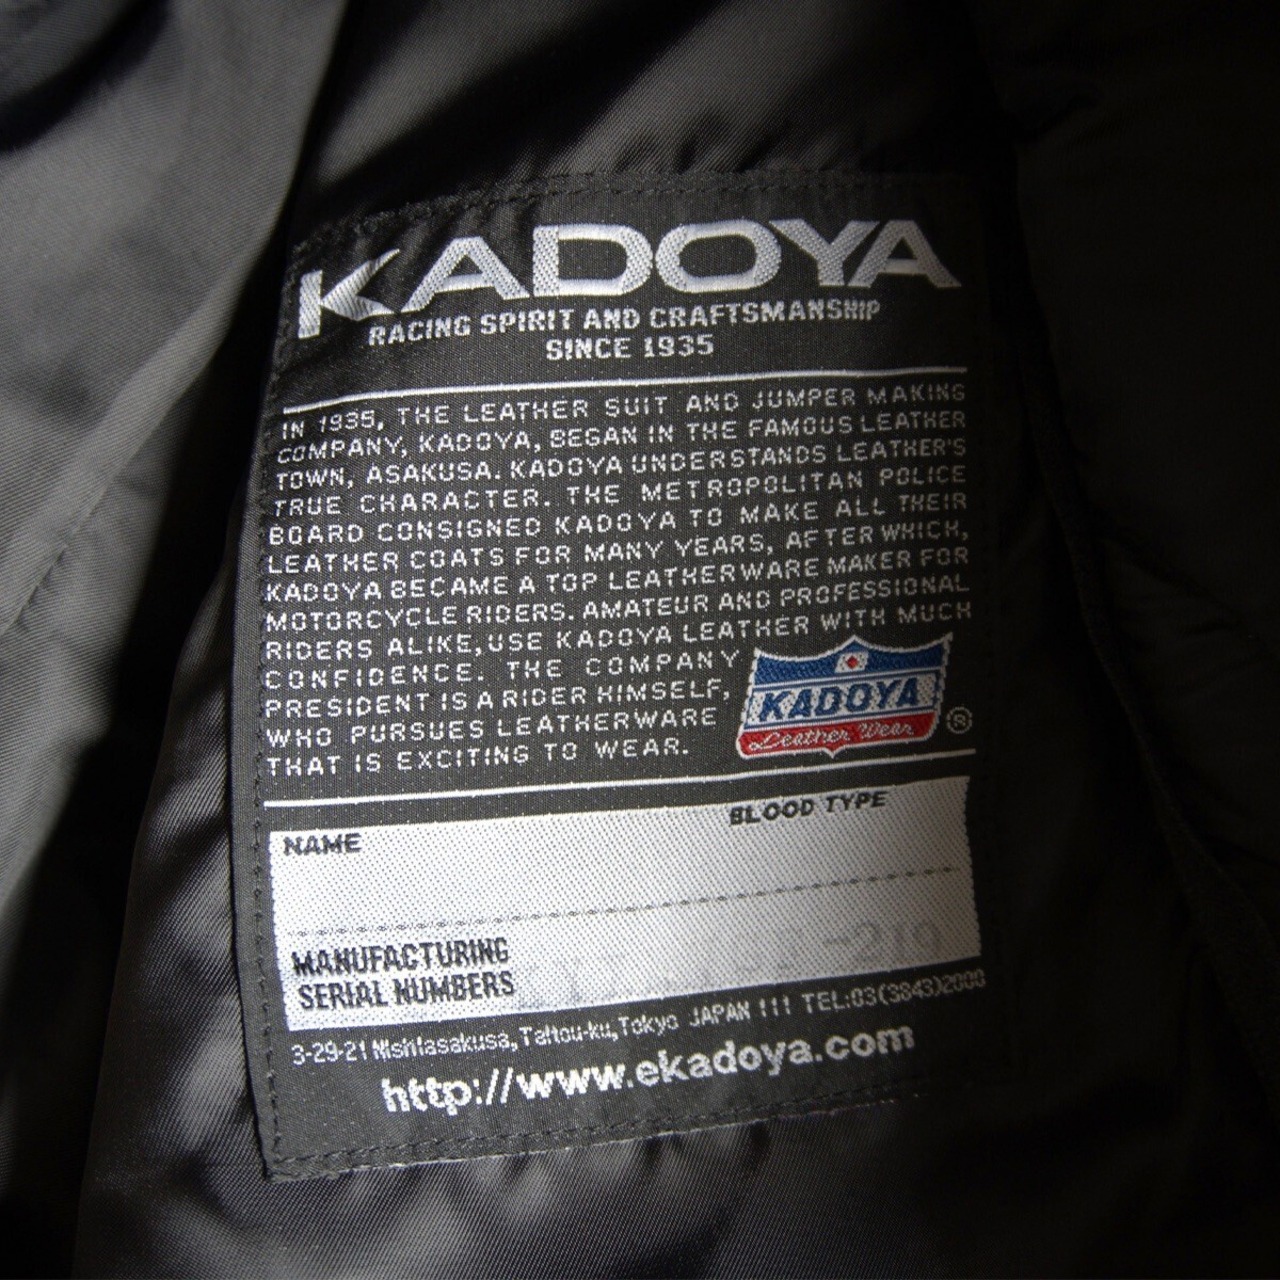 KADOYA
RACING SPIRIT AND CRAFTSMANSHIP
SINCE 1935
IN 1935, THE LEATHER SUIT AND JUMPER MAKING
COMPANY, KADOYA, BEGAN IN THE FAMOUS LEATHER
TOWN, ASAKUSA. KADOYA UNDERSTANDS LEATHER'S
TRUE CHARACTER. THE METROPOLITAN POLICE
BOARD CONSIGNED KADOYA TO MAKE ALL THEIR
LEATHER COATS FOR MANY YEARS, AFTER WHICH,
KADOYA BECAME A TOP LEATHERWARE MAKER FOR
MOTORCYCLE RIDERS. AMATEUR AND PROFESSIONAL
RIDERS ALIKE, USE KADOYA LEATHER WITH MUCH
CONFIDENCE. THE COMPANY
PRESIDENT IS A RIDER HIMSELF,
WHO PURSUES LEATHERWARE
THAT IS EXCITING TO WEAR.
KADOYA
Leather Wear
®
NAME
BLOOD TYPE
MANUFACTURING
SERIAL NUMBERS
3-29-21 Nishiasakusa, Taitou-ku, Tokyo JAPAN 111 TEL:03(3843)2000
http://www.ekadoya.com